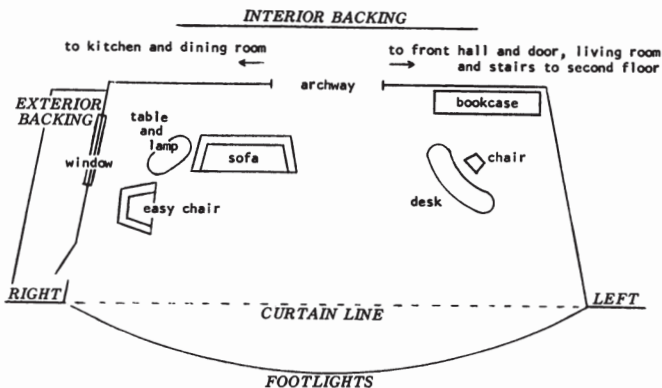 INTERIOR BACKING
to kitchen and dining room
to front hall and door, living room
and stairs to second floor
archway
EXTERIOR
BACKING
table
and
lamp
bookcase
window
sofa
chair
easy chair
desk
RIGHT
LEFT
CURTAIN LINE
FOOTLIGHTS